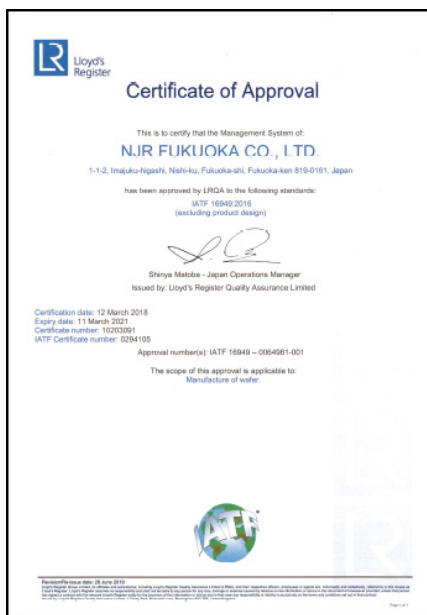 LR
Lloyd's
Register
Certificate of Approval
This is to certify that the Management System of:
NJR FUKUOKA CO., LTD.
1-1-2, Imajuku-higashi, Nishi-ku, Fukuoka-shi, Fukuoka-ken 819-0161, Japan
has been approved by LRQA to the following standards:
IATF 16949:2016
(excluding product design)
Shinya Matoba - Japan Operations Manager
Issued by: Lloyd's Register Quality Assurance Limited
Certification date: 12 March 2018
Expiry date: 11 March 2021
Certificate number: 10203091
IATF Certificate number: 0294105
Approval number(s): IATF 16949 – 0064981-001
The scope of this approval is applicable to:
Manufacture of wafer.
IATF
Revision/Re-issue date: 28 June 2019
Page 1 of 1